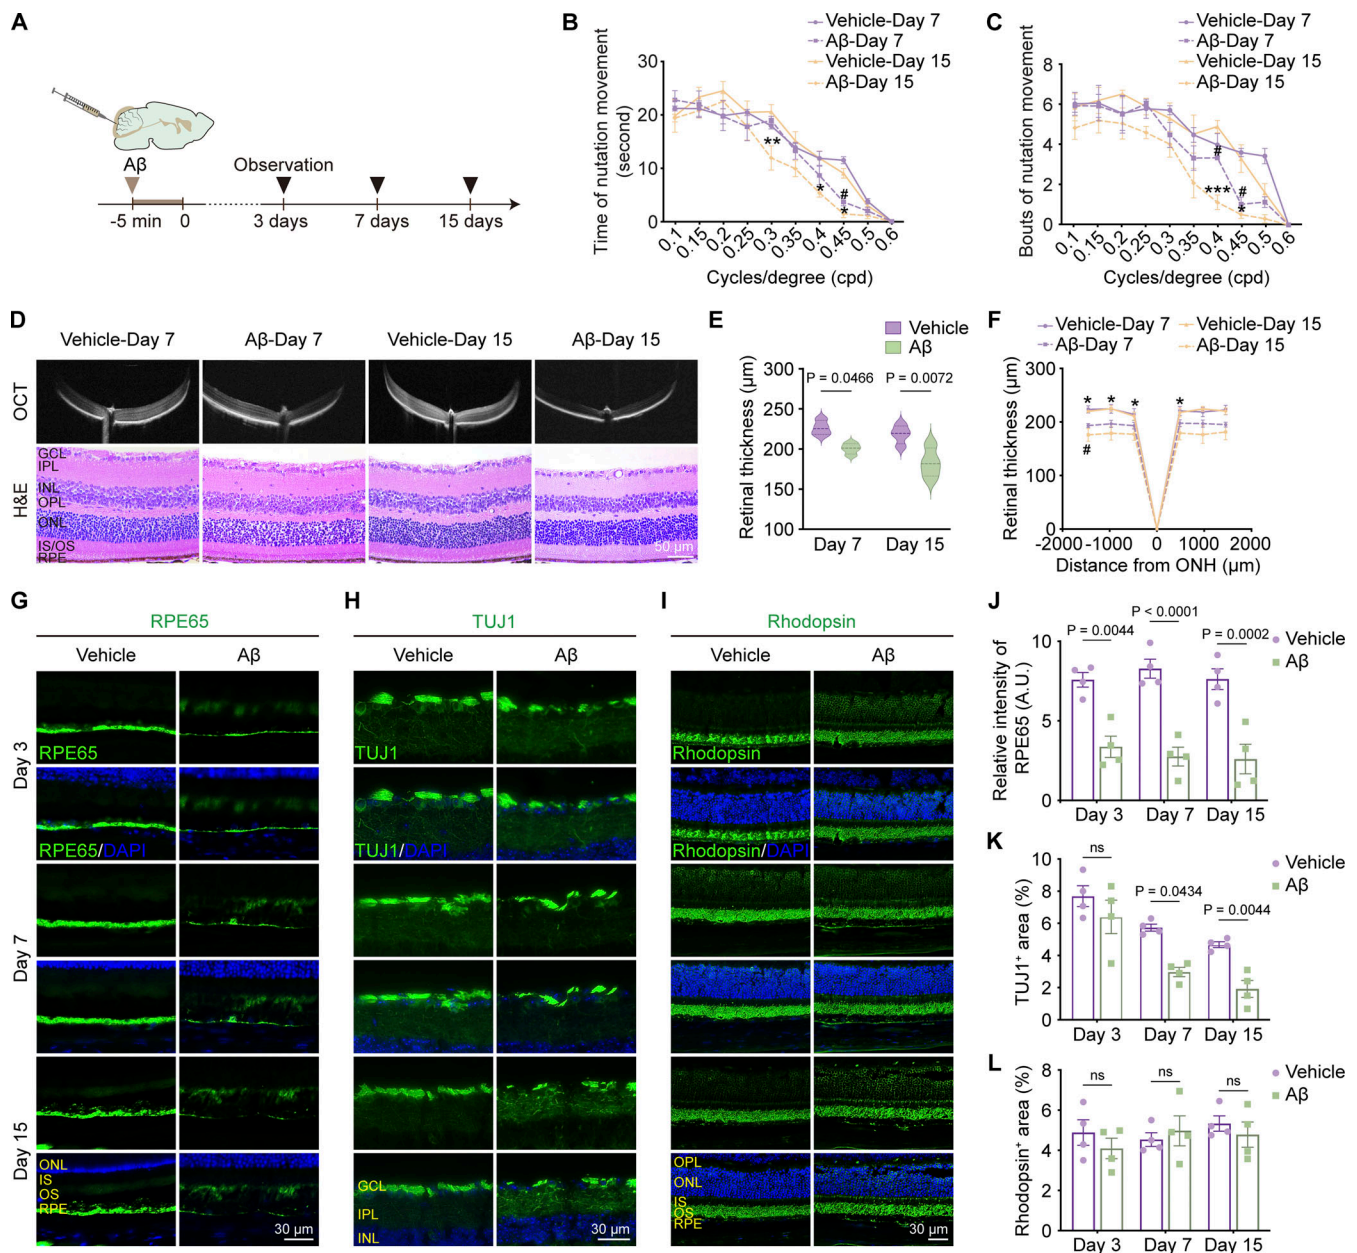 A
Aβ
Observation
-5 min
0
3 days
7 days
15 days
B
Vehicle-Day 7
Aβ-Day 7
Vehicle-Day 15
Aβ-Day 15
Time of nutation movement
(second)
30
20
10
0
**
*
#
*
0.1
0.15
0.2
0.25
0.3
0.35
0.4
0.45
0.5
0.6
Cycles/degree (cpd)
C
Vehicle-Day 7
Aβ-Day 7
Vehicle-Day 15
Aβ-Day 15
Bouts of nutation movement
8
6
4
2
0
#
***
#
*
0.1
0.15
0.2
0.25
0.3
0.35
0.4
0.45
0.5
0.6
Cycles/degree (cpd)
D
Vehicle-Day 7
Aβ-Day 7
Vehicle-Day 15
Aβ-Day 15
OCT
H&E
GCL
IPL
INL
OPL
ONL
IS/OS
RPE
50 µm
E
Vehicle
Aβ
Retinal thickness (µm)
300
250
200
150
100
P = 0.0466
P = 0.0072
Day 7
Day 15
F
Vehicle-Day 7
Vehicle-Day 15
Aβ-Day 7
Aβ-Day 15
Retinal thickness (µm)
300
200
100
0
*
*
*
*
#
-2000
-1000
0
1000
2000
Distance from ONH (µm)
G
RPE65
Vehicle
Aβ
Day 3
Day 7
Day 15
RPE65
RPE65/DAPI
ONL
IS
OS
RPE
30 µm
H
TUJ1
Vehicle
Aβ
TUJ1
TUJ1/DAPI
GCL
IPL
INL
30 µm
I
Rhodopsin
Vehicle
Aβ
Rhodopsin
Rhodopsin/DAPI
OPL
ONL
IS
OS
RPE
30 µm
J
Relative intensity of
RPE65 (A.U.)
10
5
0
P = 0.0044
P < 0.0001
P = 0.0002
Vehicle
Aβ
Day 3
Day 7
Day 15
K
TUJ1⁺ area (%)
10
8
6
4
2
0
ns
P = 0.0434
P = 0.0044
Vehicle
Aβ
Day 3
Day 7
Day 15
L
Rhodopsin⁺ area (%)
8
6
4
2
0
ns
ns
ns
Vehicle
Aβ
Day 3
Day 7
Day 15